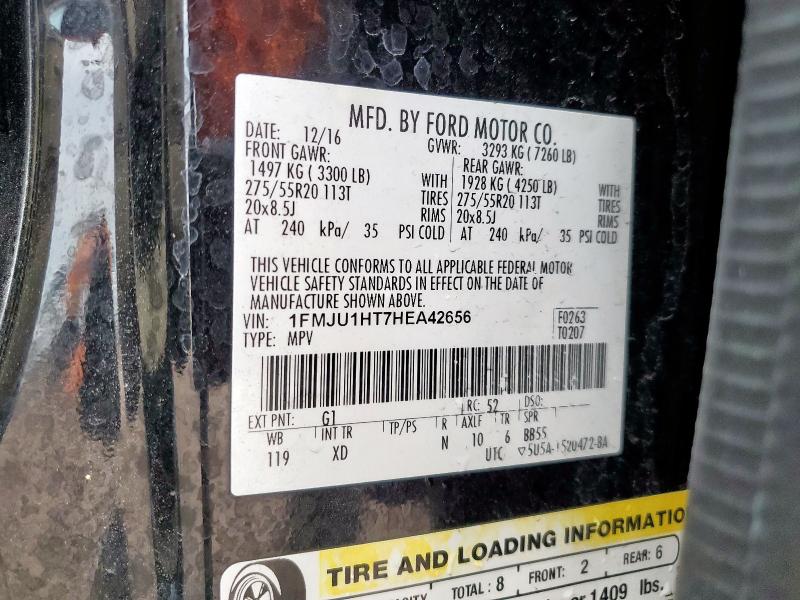 MFD. BY FORD MOTOR CO.
DATE: 12/16 GVWR: 3293 KG ( 7260 LB)
FRONT GAWR: REAR GAWR:
1497 KG ( 3300 LB) WITH 1928 KG ( 4250 LB) WITH
275/55R20 113T TIRES 275/55R20 113T TIRES
20x8.5J RIMS 20x8.5J RIMS
AT 240 kPa/ 35 PSI COLD AT 240 kPa/ 35 PSI COLD
THIS VEHICLE CONFORMS TO ALL APPLICABLE FEDERAL MOTOR
VEHICLE SAFETY STANDARDS IN EFFECT ON THE DATE OF
MANUFACTURE SHOWN ABOVE.
VIN: 1FMJU1HT7HEA42656 F0263
TYPE: MPV T0207
RC: 52 DSO:
EXT PNT: G1
WB INT TR TP/PS R AXLF TR SPR
119 XD N 10 6 BB55
UTC ▽5U5A-1520472-BA
TIRE AND LOADING INFORMATIO
TOTAL: 8 FRONT: 2 REAR: 6
1409 lbs.